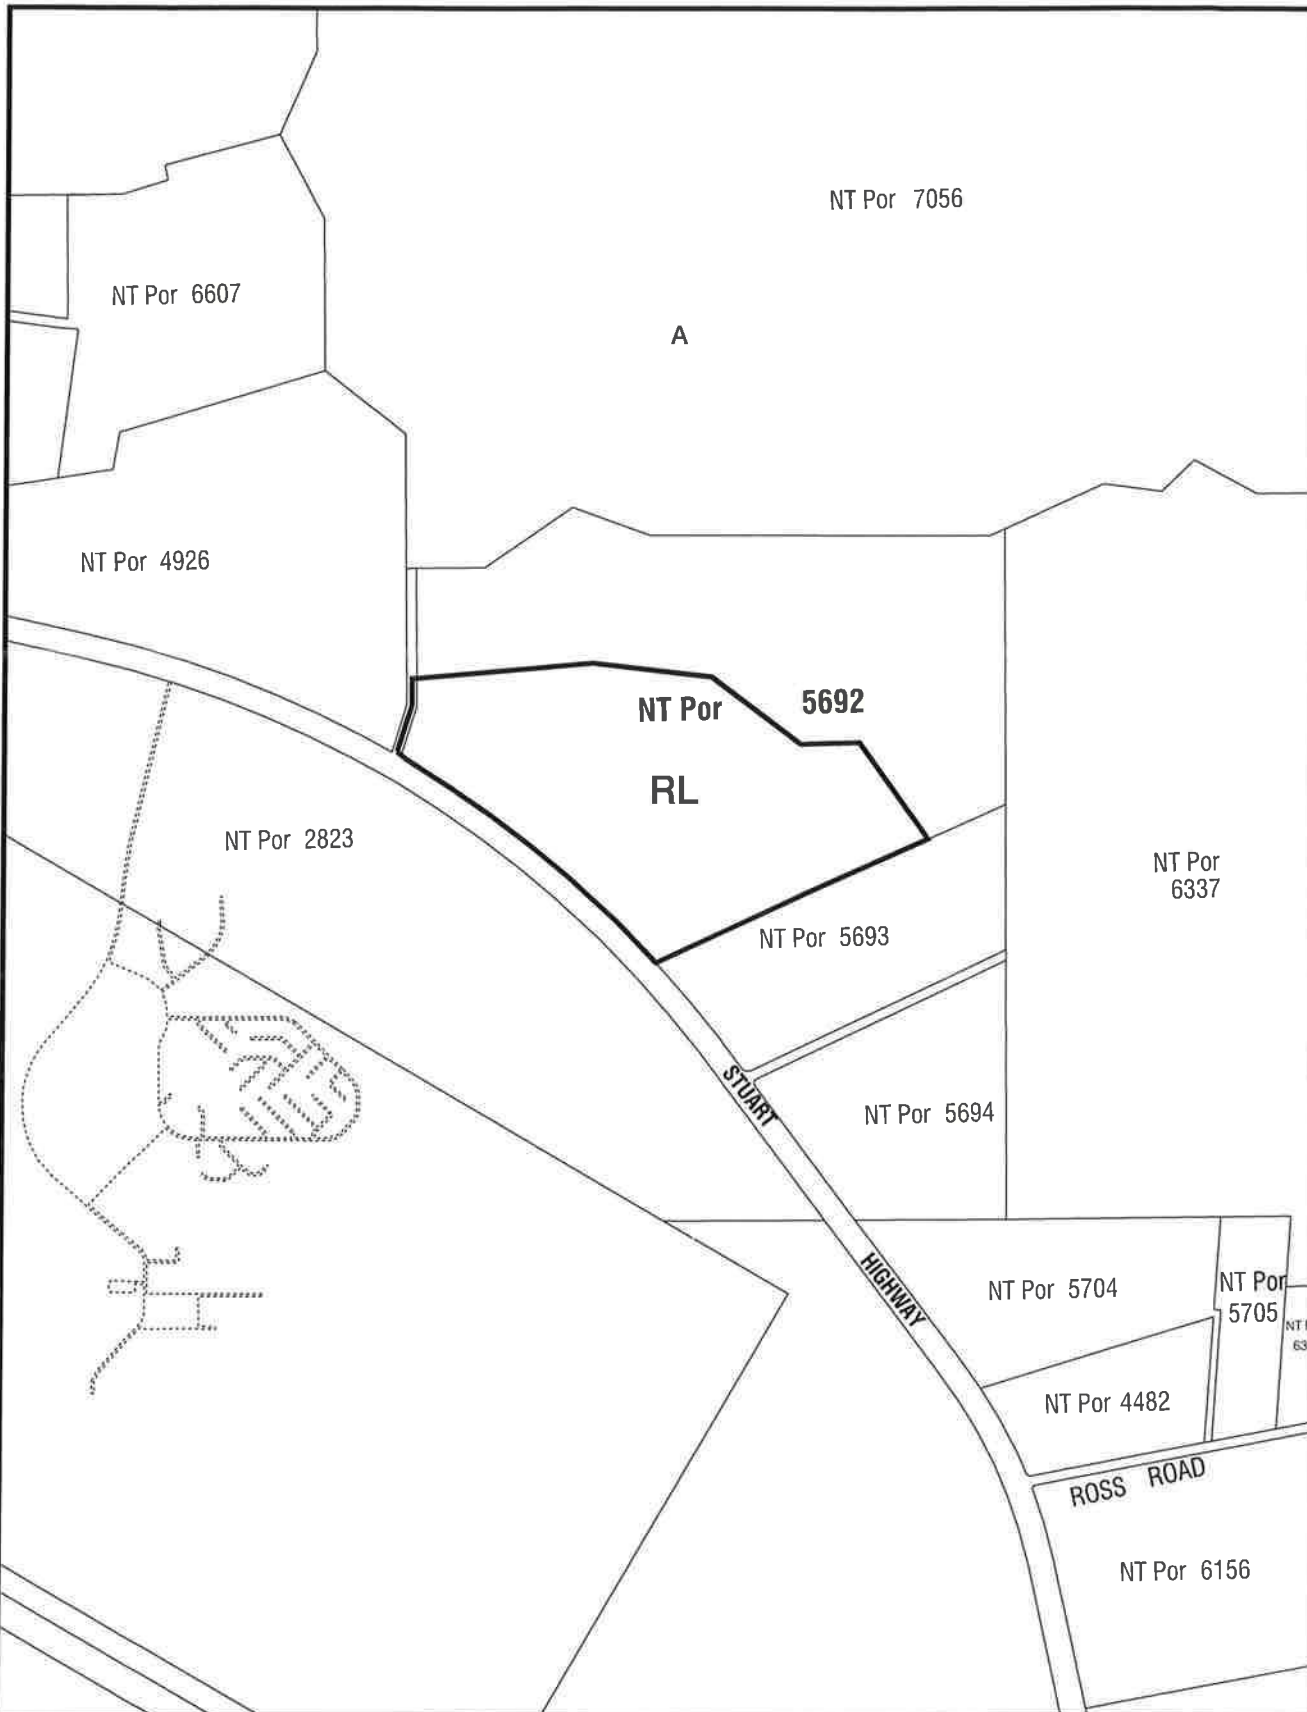 NT Por 7056
NT Por 6607
A
NT Por 4926
NT Por 5692
RL
NT Por 2823
NT Por
6337
NT Por 5693
STUART
NT Por 5694
HIGHWAY
NT Por 5704
NT Por
5705
NT
63
NT Por 4482
ROSS ROAD
NT Por 6156